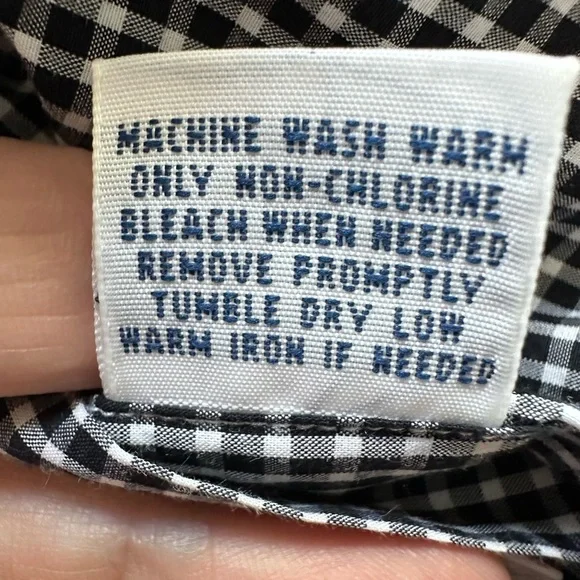 MACHINE WASH WARM
ONLY NON-CHLORINE
BLEACH WHEN NEEDED
REMOVE PROMPTLY
TUMBLE DRY LOW
WARM IRON IF NEEDED